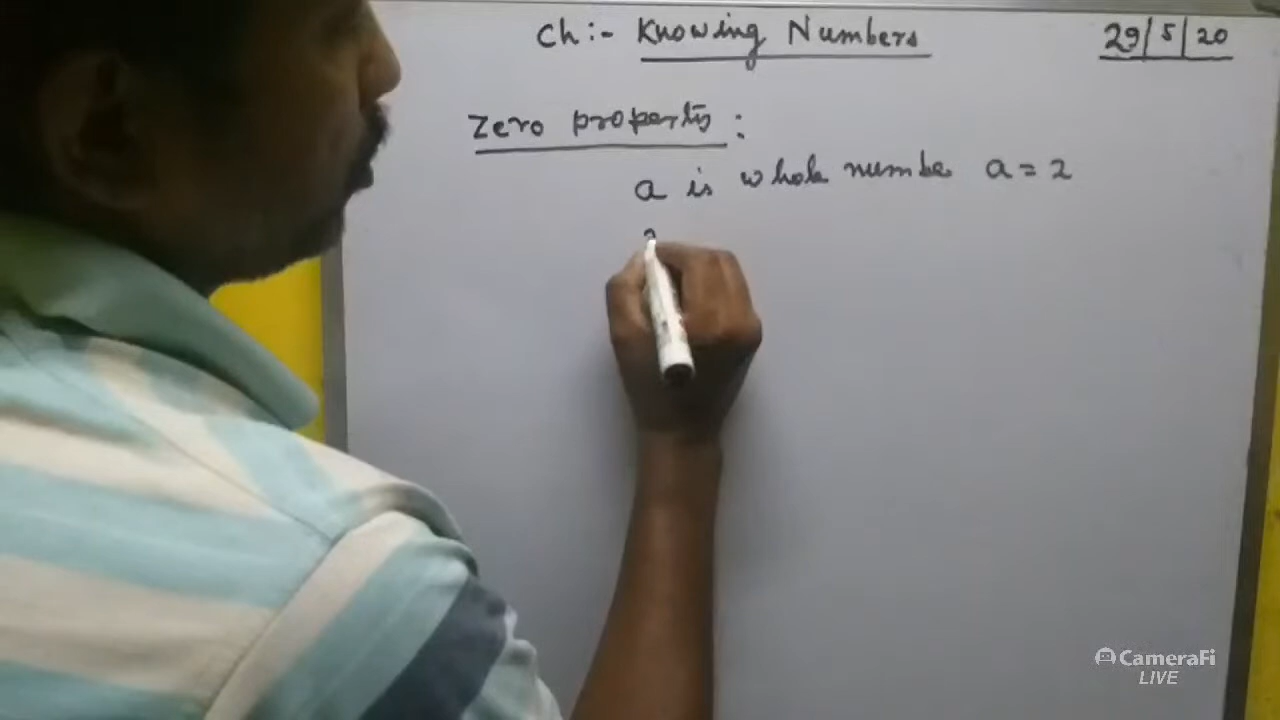 Ch:- Knowing Numbers 29/5/20
Zero property:
a is whole number a = 2
CameraFi
LIVE